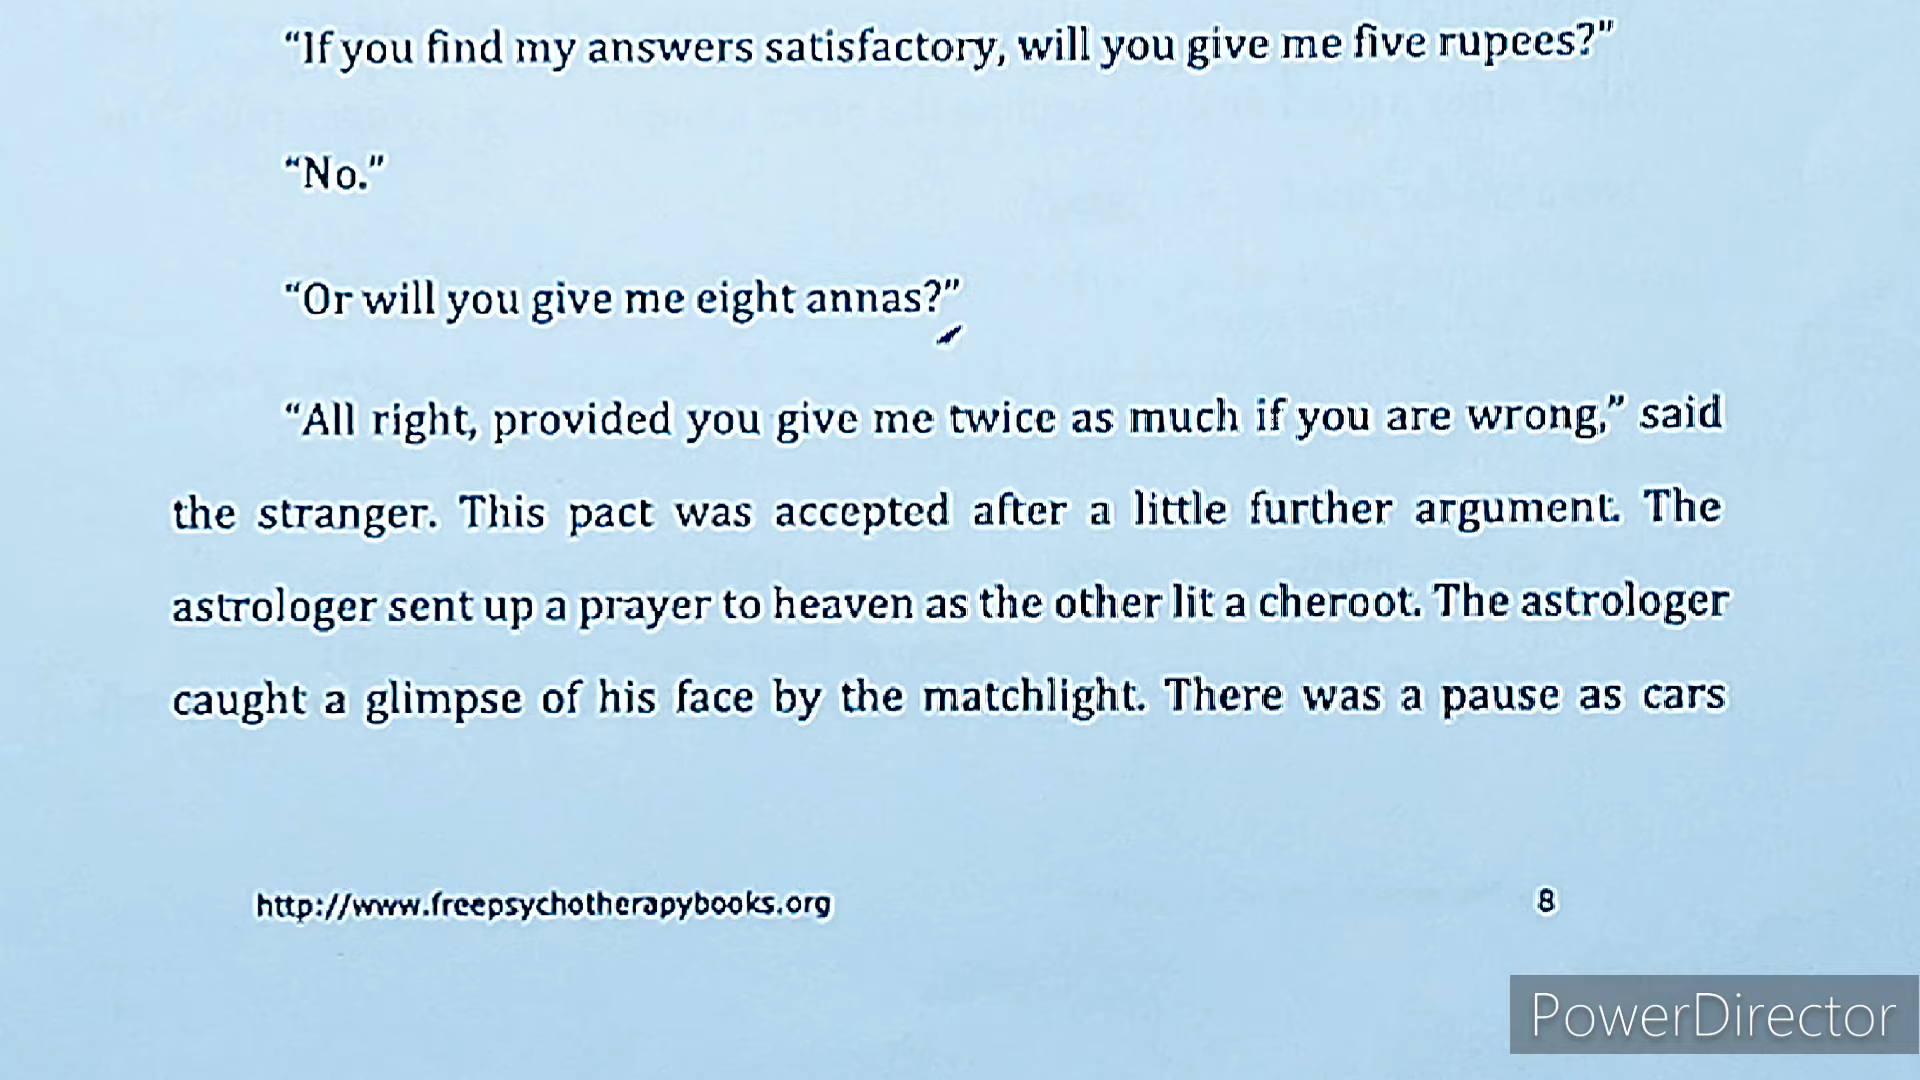 “If you find my answers satisfactory, will you give me five rupees?”
“No.”
“Or will you give me eight annas?”
“All right, provided you give me twice as much if you are wrong,” said
the stranger. This pact was accepted after a little further argument. The
astrologer sent up a prayer to heaven as the other lit a cheroot. The astrologer
caught a glimpse of his face by the matchlight. There was a pause as cars
http://www.freepsychotherapybooks.org 8
PowerDirector